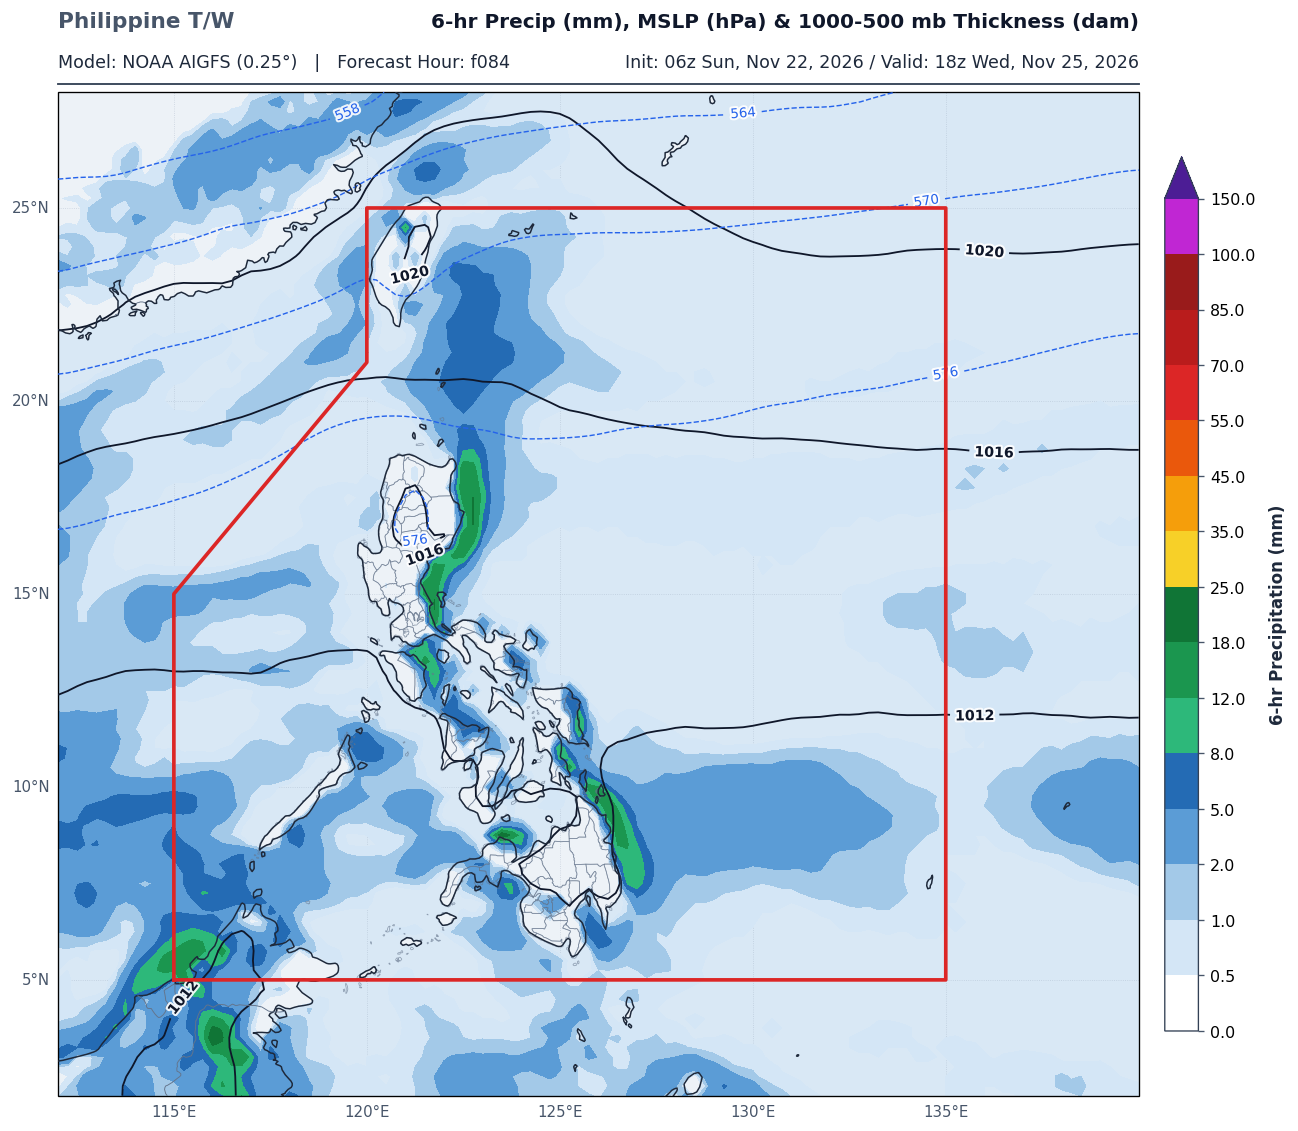 Philippine T/W
6-hr Precip (mm), MSLP (hPa) & 1000-500 mb Thickness (dam)
Model: NOAA AIGFS (0.25°) | Forecast Hour: f084
Init: 06z Sun, Nov 22, 2026 / Valid: 18z Wed, Nov 25, 2026
558
564
570
576
576
1020
1020
1016
1016
1012
1012
25°N
20°N
15°N
10°N
5°N
115°E
120°E
125°E
130°E
135°E
150.0
100.0
85.0
70.0
55.0
45.0
35.0
25.0
18.0
12.0
8.0
5.0
2.0
1.0
0.5
0.0
6-hr Precipitation (mm)